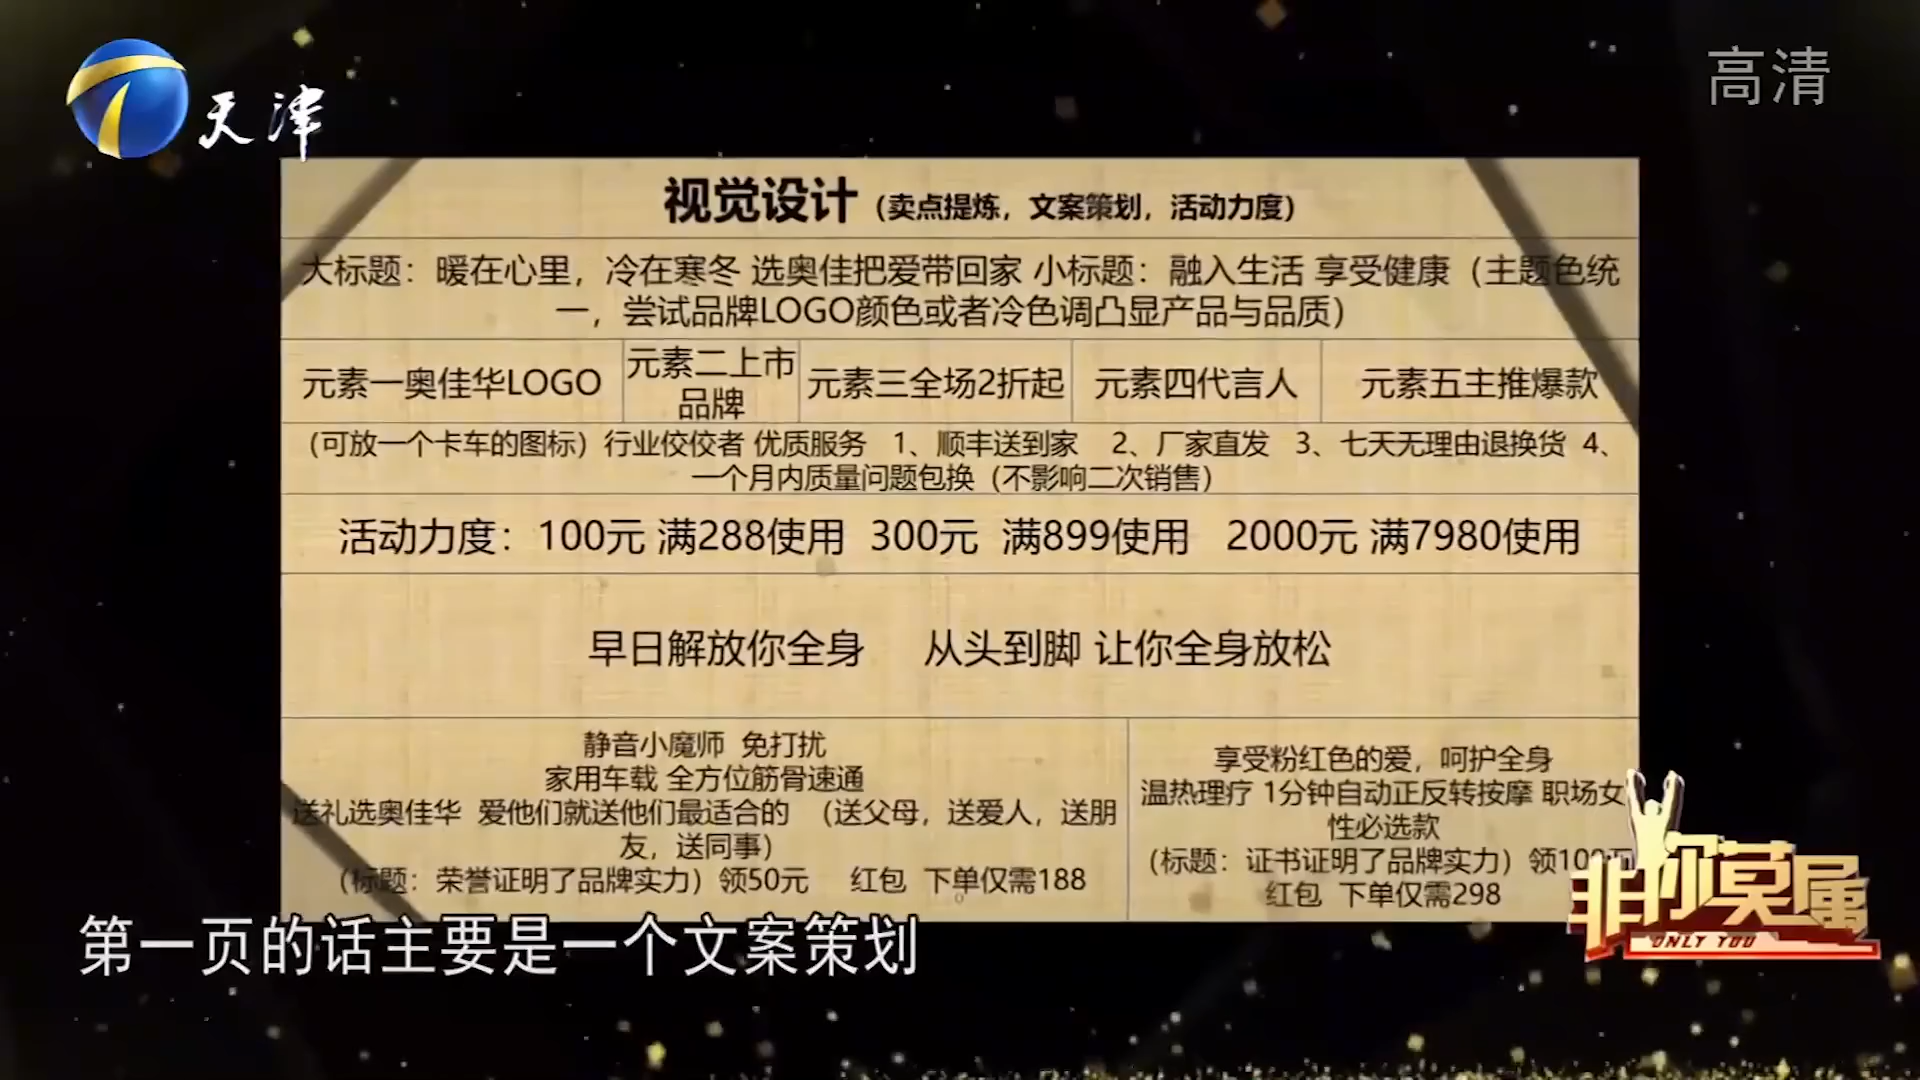 天津
高清
视觉设计（卖点提炼，文案策划，活动力度）
大标题：暖在心里，冷在寒冬 选奥佳把爱带回家 小标题：融入生活 享受健康（主题色统
一，尝试品牌LOGO颜色或者冷色调凸显产品与品质）
元素一奥佳华LOGO
元素二上市
品牌
元素三全场2折起
元素四代言人
元素五主推爆款
（可放一个卡车的图标）行业佼佼者 优质服务 1、顺丰送到家 2、厂家直发 3、七天无理由退换货 4、
一个月内质量问题包换（不影响二次销售）
活动力度：100元 满288使用 300元 满899使用 2000元 满7980使用
早日解放你全身 从头到脚 让你全身放松
静音小魔师 免打扰
家用车载 全方位筋骨速通
送礼选奥佳华 爱他们就送他们最适合的 （送父母，送爱人，送朋
友，送同事）
（标题：荣誉证明了品牌实力）领50元 红包 下单仅需188
享受粉红色的爱，呵护全身
温热理疗 1分钟自动正反转按摩 职场女
性必选款
（标题：证书证明了品牌实力）领100元
红包 下单仅需298
非你莫属
ONLY YOU
第一页的话主要是一个文案策划